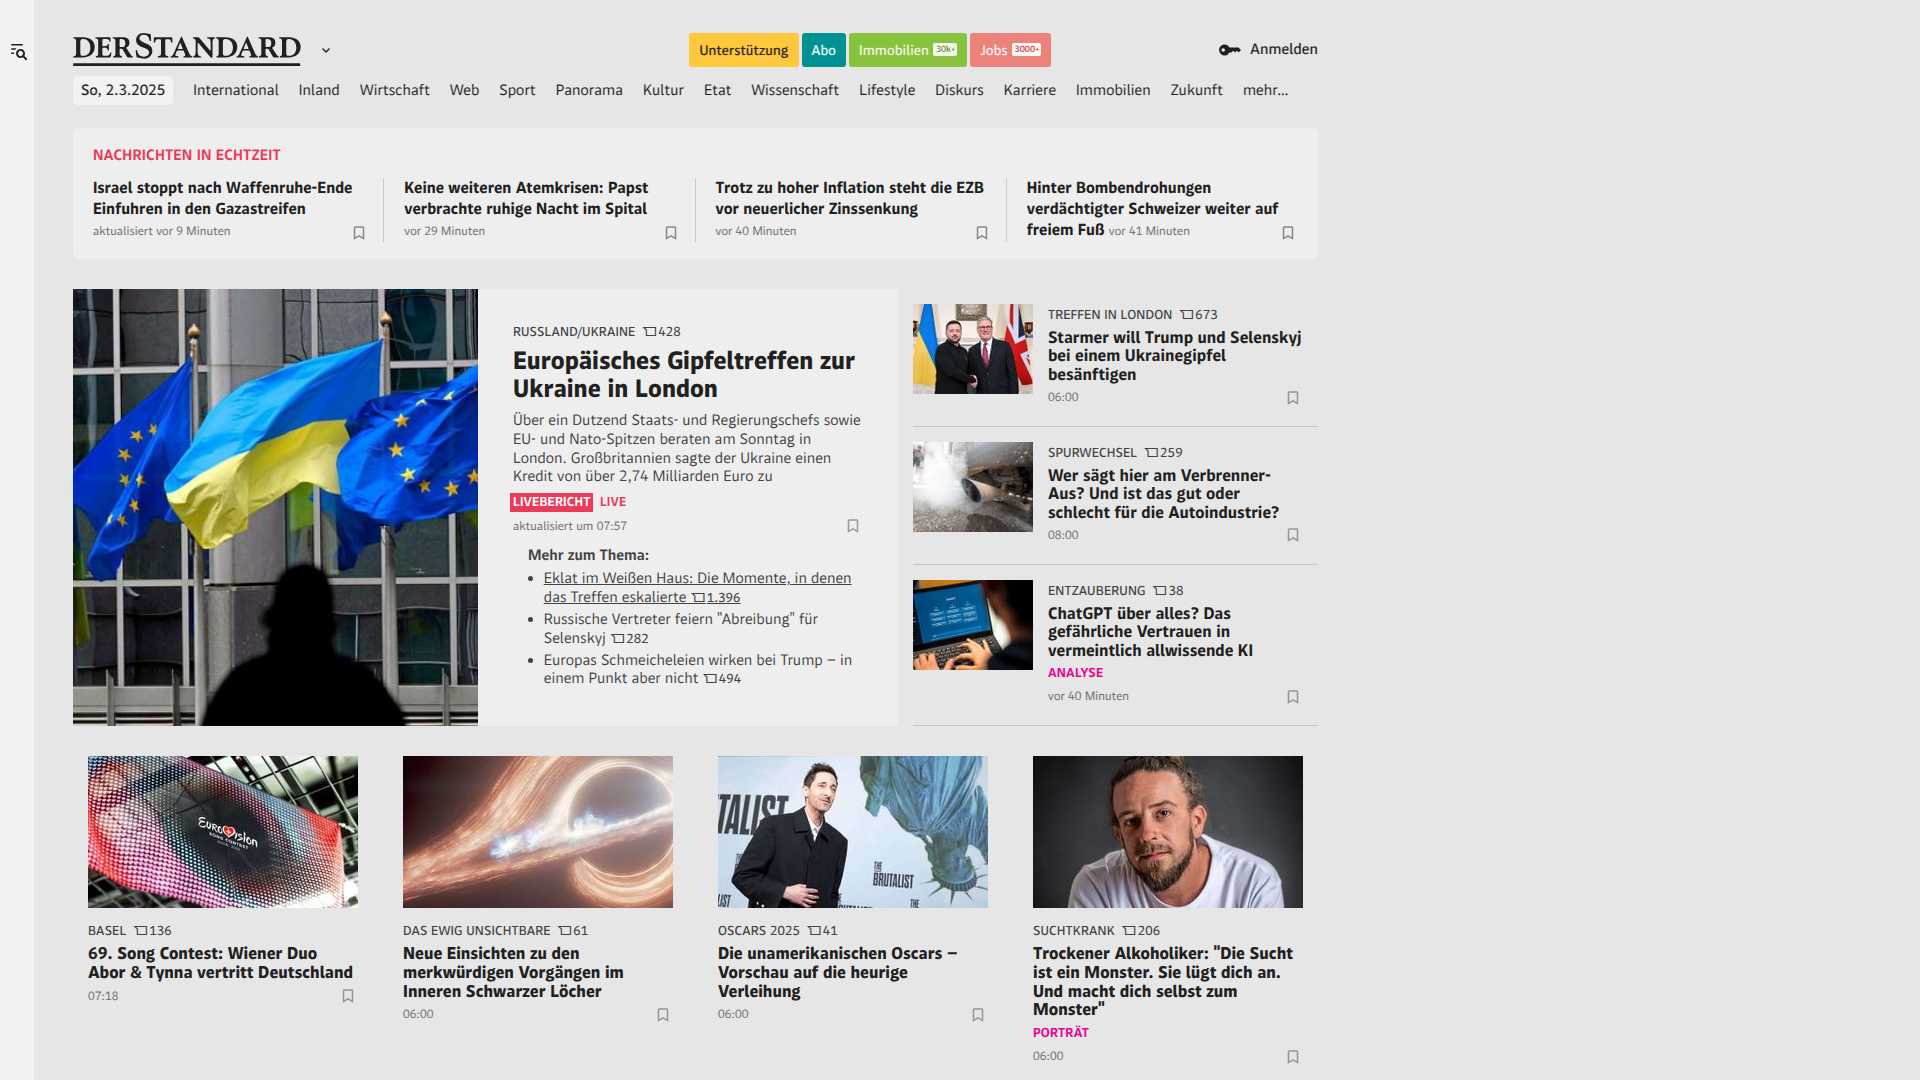 DERSTANDARD
Unterstützung
Abo
Immobilien 30k+
Jobs 3000+
Anmelden
So, 2.3.2025
International
Inland
Wirtschaft
Web
Sport
Panorama
Kultur
Etat
Wissenschaft
Lifestyle
Diskurs
Karriere
Immobilien
Zukunft
mehr...
NACHRICHTEN IN ECHTZEIT
Israel stoppt nach Waffenruhe-Ende
Einfuhren in den Gazastreifen
aktualisiert vor 9 Minuten
Keine weiteren Atemkrisen: Papst
verbrachte ruhige Nacht im Spital
vor 29 Minuten
Trotz zu hoher Inflation steht die EZB
vor neuerlicher Zinssenkung
vor 40 Minuten
Hinter Bombendrohungen
verdächtigter Schweizer weiter auf
freiem Fuß vor 41 Minuten
RUSSLAND/UKRAINE 428
Europäisches Gipfeltreffen zur
Ukraine in London
Über ein Dutzend Staats- und Regierungschefs sowie
EU- und Nato-Spitzen beraten am Sonntag in
London. Großbritannien sagte der Ukraine einen
Kredit von über 2,74 Milliarden Euro zu
LIVEBERICHT LIVE
aktualisiert um 07:57
Mehr zum Thema:
• Eklat im Weißen Haus: Die Momente, in denen
das Treffen eskalierte 1.396
• Russische Vertreter feiern "Abreibung" für
Selenskyj 282
• Europas Schmeicheleien wirken bei Trump – in
einem Punkt aber nicht 494
TREFFEN IN LONDON 673
Starmer will Trump und Selenskyj
bei einem Ukrainegipfel
besänftigen
06:00
SPURWECHSEL 259
Wer sägt hier am Verbrenner-
Aus? Und ist das gut oder
schlecht für die Autoindustrie?
08:00
ENTZAUBERUNG 38
ChatGPT über alles? Das
gefährliche Vertrauen in
vermeintlich allwissende KI
ANALYSE
vor 40 Minuten
EUROVISION
SONG CONTEST
BASEL 136
69. Song Contest: Wiener Duo
Abor & Tynna vertritt Deutschland
07:18
DAS EWIG UNSICHTBARE 61
Neue Einsichten zu den
merkwürdigen Vorgängen im
Inneren Schwarzer Löcher
06:00
TALIST
THE
BRUTALIST
LIST
THE
OSCARS 2025 41
Die unamerikanischen Oscars –
Vorschau auf die heurige
Verleihung
06:00
SUCHTKRANK 206
Trockener Alkoholiker: "Die Sucht
ist ein Monster. Sie lügt dich an.
Und macht dich selbst zum
Monster"
PORTRÄT
06:00